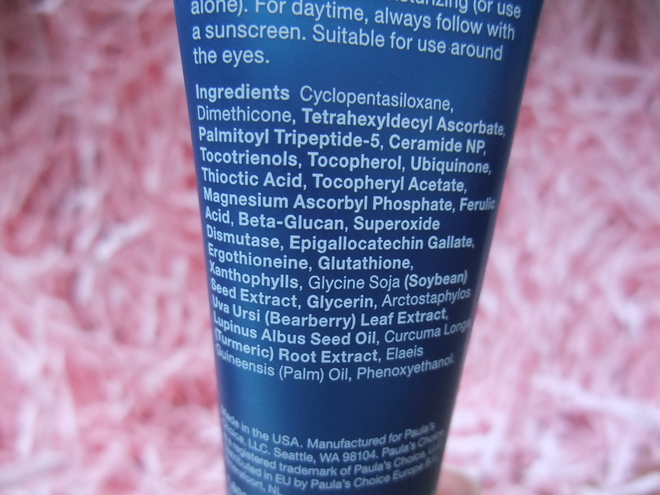 (or use
alone). For daytime, always follow with
a sunscreen. Suitable for use around
the eyes.
Ingredients Cyclopentasiloxane,
Dimethicone, Tetrahexyldecyl Ascorbate,
Palmitoyl Tripeptide-5, Ceramide NP,
Tocotrienols, Tocopherol, Ubiquinone,
Thioctic Acid, Tocopheryl Acetate,
Magnesium Ascorbyl Phosphate, Ferulic
Acid, Beta-Glucan, Superoxide
Dismutase, Epigallocatechin Gallate,
Ergothioneine, Glutathione,
Xanthophylls, Glycine Soja (Soybean)
Seed Extract, Glycerin, Arctostaphylos
Uva Ursi (Bearberry) Leaf Extract,
Lupinus Albus Seed Oil, Curcuma Longa
(Turmeric) Root Extract, Elaeis
Guineensis (Palm) Oil, Phenoxyethanol.
Made in the USA. Manufactured for Paula's
Choice, LLC. Seattle, WA 98104. Paula's Choice
registered trademark of Paula's Choice,
in EU by Paula's Choice Europe
NL